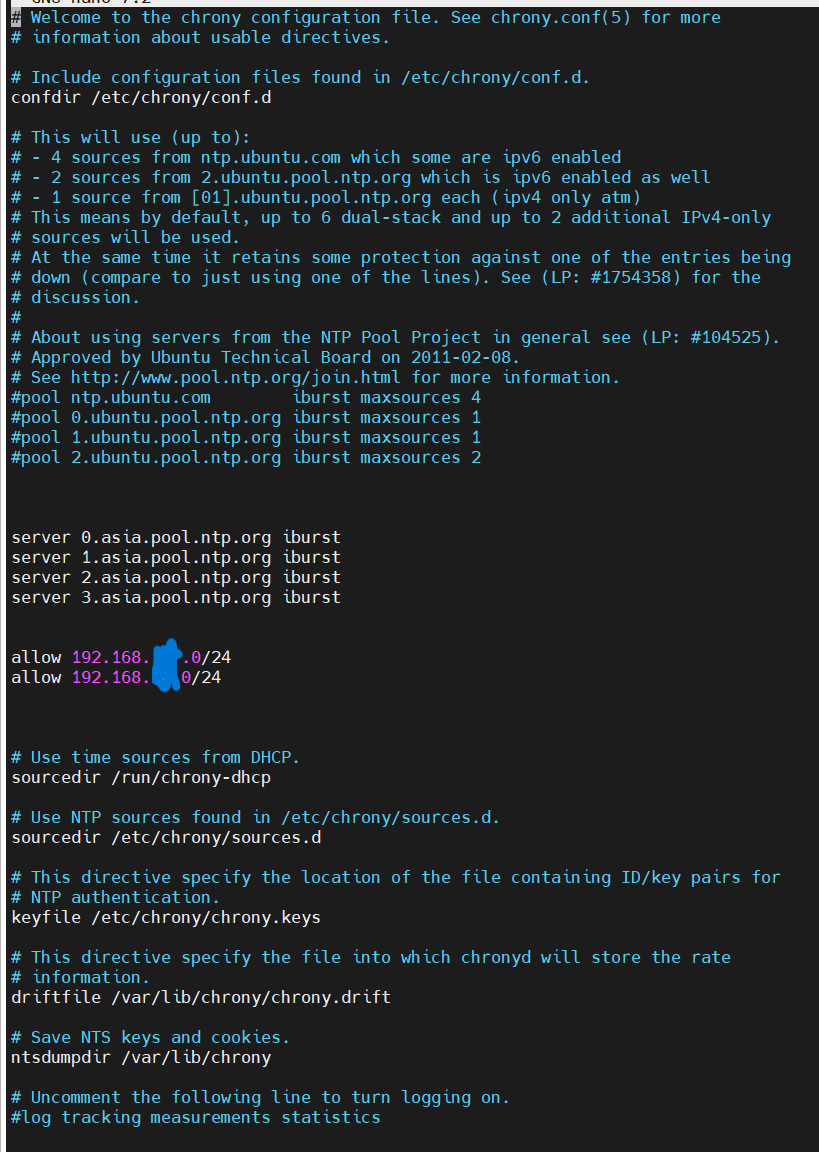 # Welcome to the chrony configuration file. See chrony.conf(5) for more
# information about usable directives.
# Include configuration files found in /etc/chrony/conf.d.
confdir /etc/chrony/conf.d
# This will use (up to):
# - 4 sources from ntp.ubuntu.com which some are ipv6 enabled
# - 2 sources from 2.ubuntu.pool.ntp.org which is ipv6 enabled as well
# - 1 source from [01].ubuntu.pool.ntp.org each (ipv4 only atm)
# This means by default, up to 6 dual-stack and up to 2 additional IPv4-only
# sources will be used.
# At the same time it retains some protection against one of the entries being
# down (compare to just using one of the lines). See (LP: #1754358) for the
# discussion.
#
# About using servers from the NTP Pool Project in general see (LP: #104525).
# Approved by Ubuntu Technical Board on 2011-02-08.
# See http://www.pool.ntp.org/join.html for more information.
#pool ntp.ubuntu.com        iburst maxsources 4
#pool 0.ubuntu.pool.ntp.org iburst maxsources 1
#pool 1.ubuntu.pool.ntp.org iburst maxsources 1
#pool 2.ubuntu.pool.ntp.org iburst maxsources 2
server 0.asia.pool.ntp.org iburst
server 1.asia.pool.ntp.org iburst
server 2.asia.pool.ntp.org iburst
server 3.asia.pool.ntp.org iburst
allow 192.168. .0/24
allow 192.168. 0/24
# Use time sources from DHCP.
sourcedir /run/chrony-dhcp
# Use NTP sources found in /etc/chrony/sources.d.
sourcedir /etc/chrony/sources.d
# This directive specify the location of the file containing ID/key pairs for
# NTP authentication.
keyfile /etc/chrony/chrony.keys
# This directive specify the file into which chronyd will store the rate
# information.
driftfile /var/lib/chrony/chrony.drift
# Save NTS keys and cookies.
ntsdumpdir /var/lib/chrony
# Uncomment the following line to turn logging on.
#log tracking measurements statistics